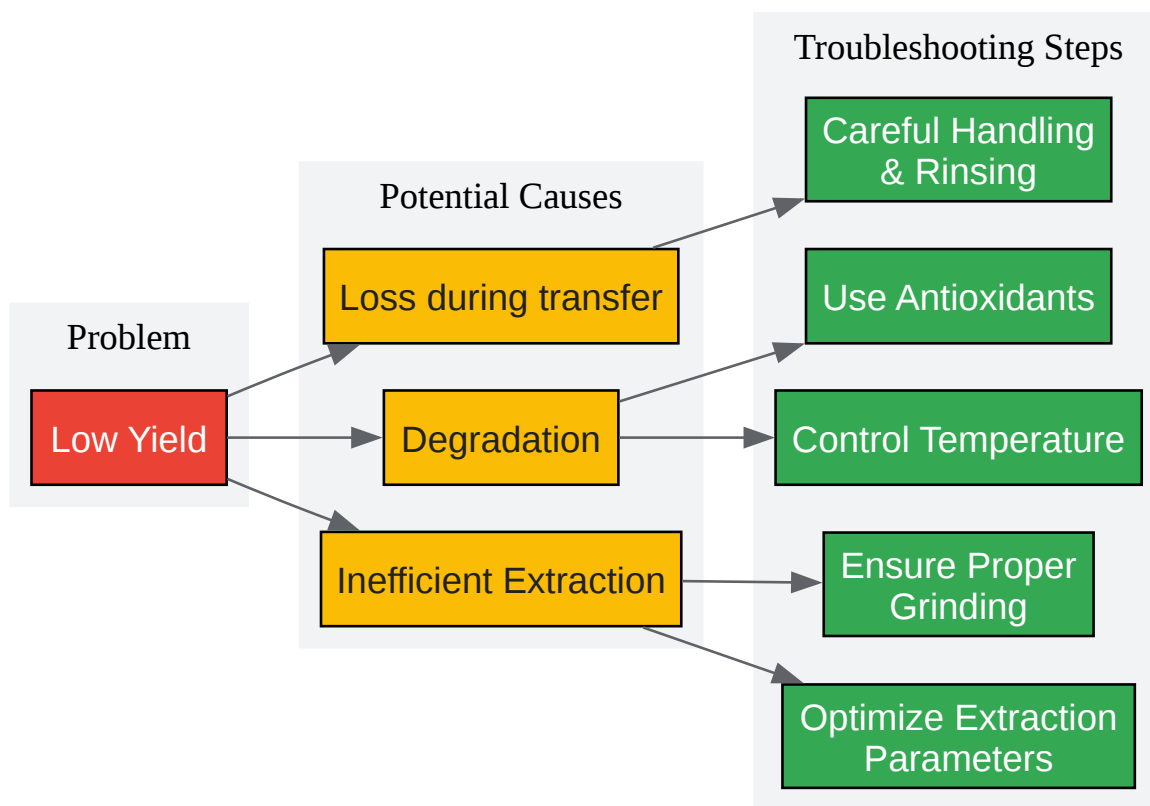 Problem
Low Yield
Potential Causes
Loss during transfer
Degradation
Inefficient Extraction
Troubleshooting Steps
Careful Handling
& Rinsing
Use Antioxidants
Control Temperature
Ensure Proper
Grinding
Optimize Extraction
Parameters